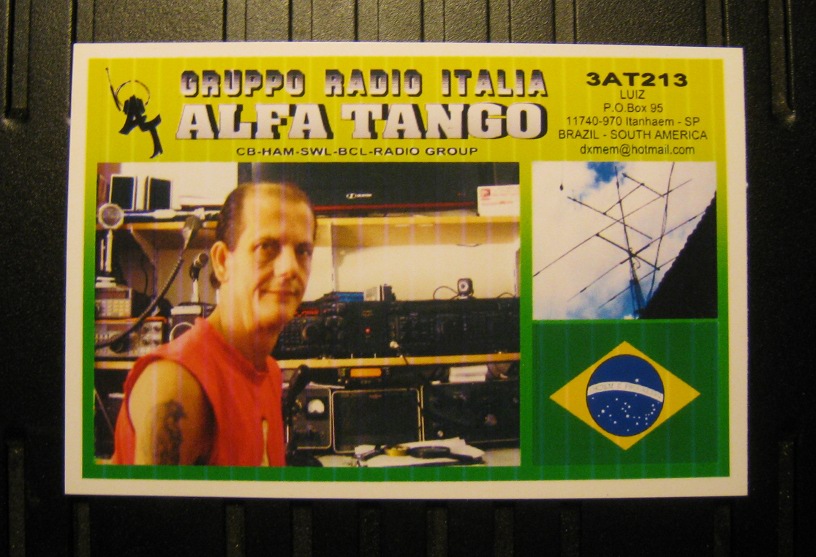 GRUPPO RADIO ITALIA
ALFA TANGO
CB-HAM-SWL-BCL-RADIO GROUP
3AT213
LUIZ
P.O.Box 95
11740-970 Itanhaem - SP
BRAZIL - SOUTH AMERICA
dxmem@hotmail.com
AT